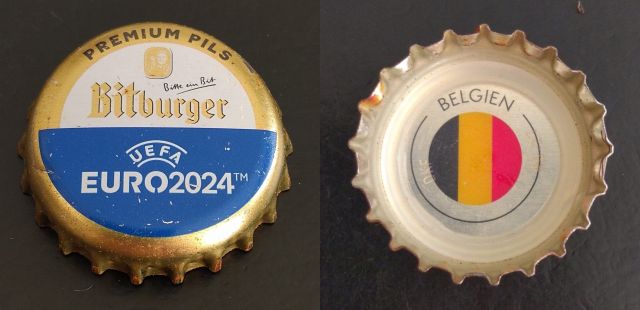 PREMIUM PILS
Bitte ein Bit
Bitburger
UEFA
EURO2024™
BELGIEN